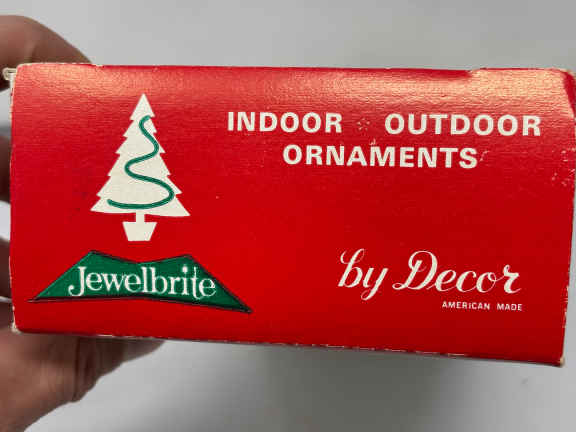 INDOOR OUTDOOR
ORNAMENTS
Jewelbrite
by Decor
AMERICAN MADE